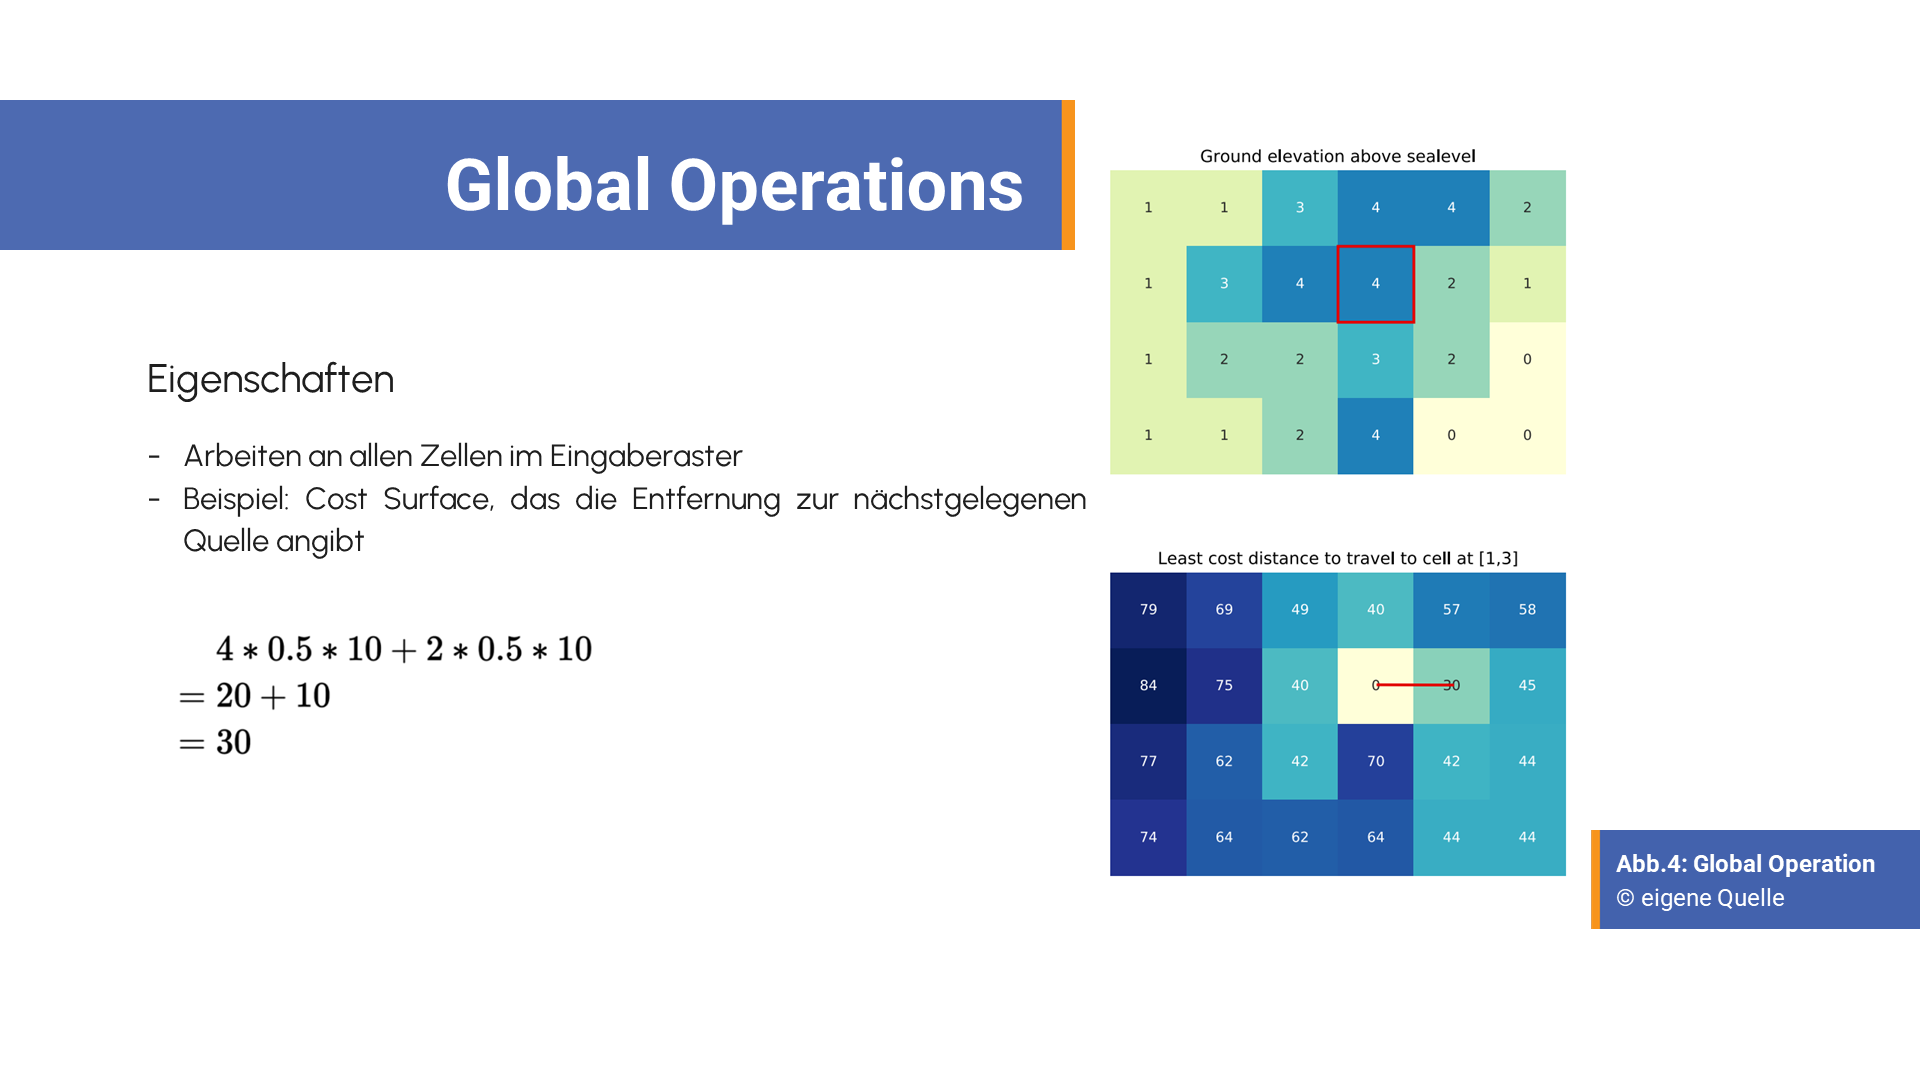 Global Operations
Eigenschaften
- Arbeiten an allen Zellen im Eingaberaster
- Beispiel: Cost Surface, das die Entfernung zur nächstgelegenen
Quelle angibt
4 ∗ 0.5 ∗ 10 + 2 ∗ 0.5 ∗ 10
= 20 + 10
= 30
Ground elevation above sealevel
1 1 3 4 4 2
1 3 4 4 2 1
1 2 2 3 2 0
1 1 2 4 0 0
Least cost distance to travel to cell at [1,3]
79 69 49 40 57 58
84 75 40 0 30 45
77 62 42 70 42 44
74 64 62 64 44 44
Abb.4: Global Operation
© eigene Quelle